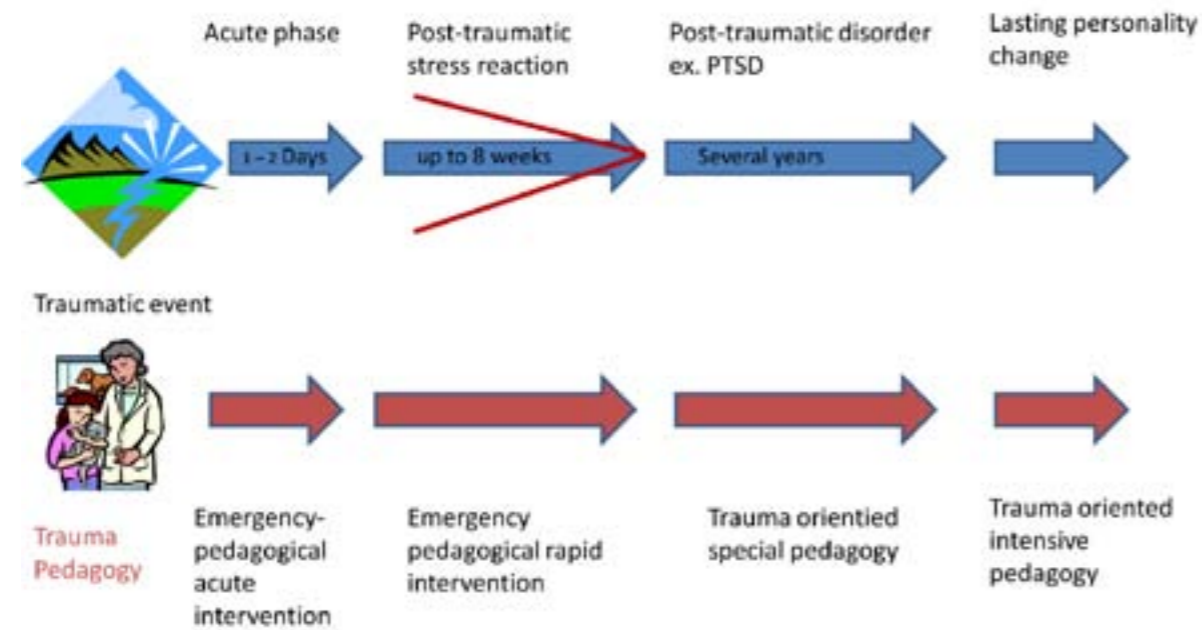 Acute phase
Post-traumatic
stress reaction
Post-traumatic disorder
ex. PTSD
Lasting personality
change
1 – 2 Days
up to 8 weeks
Several years
Traumatic event
Trauma
Pedagogy
Emergency-
pedagogical
acute
intervention
Emergency
pedagogical rapid
intervention
Trauma orientied
special pedagogy
Trauma oriented
intensive
pedagogy